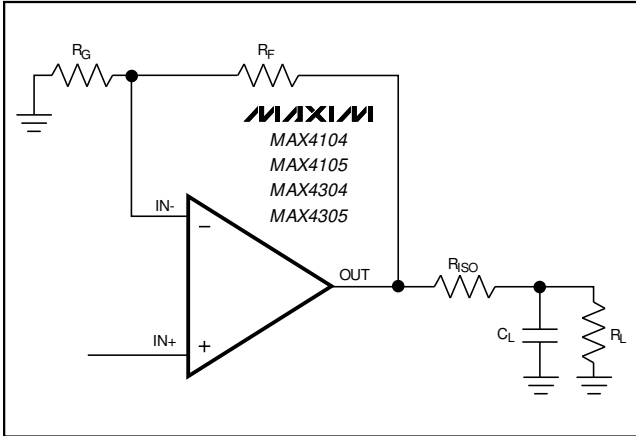 RG
RF
MAXIM
MAX4104
MAX4105
MAX4304
MAX4305
IN-
−
OUT
RISO
IN+
+
CL
RL